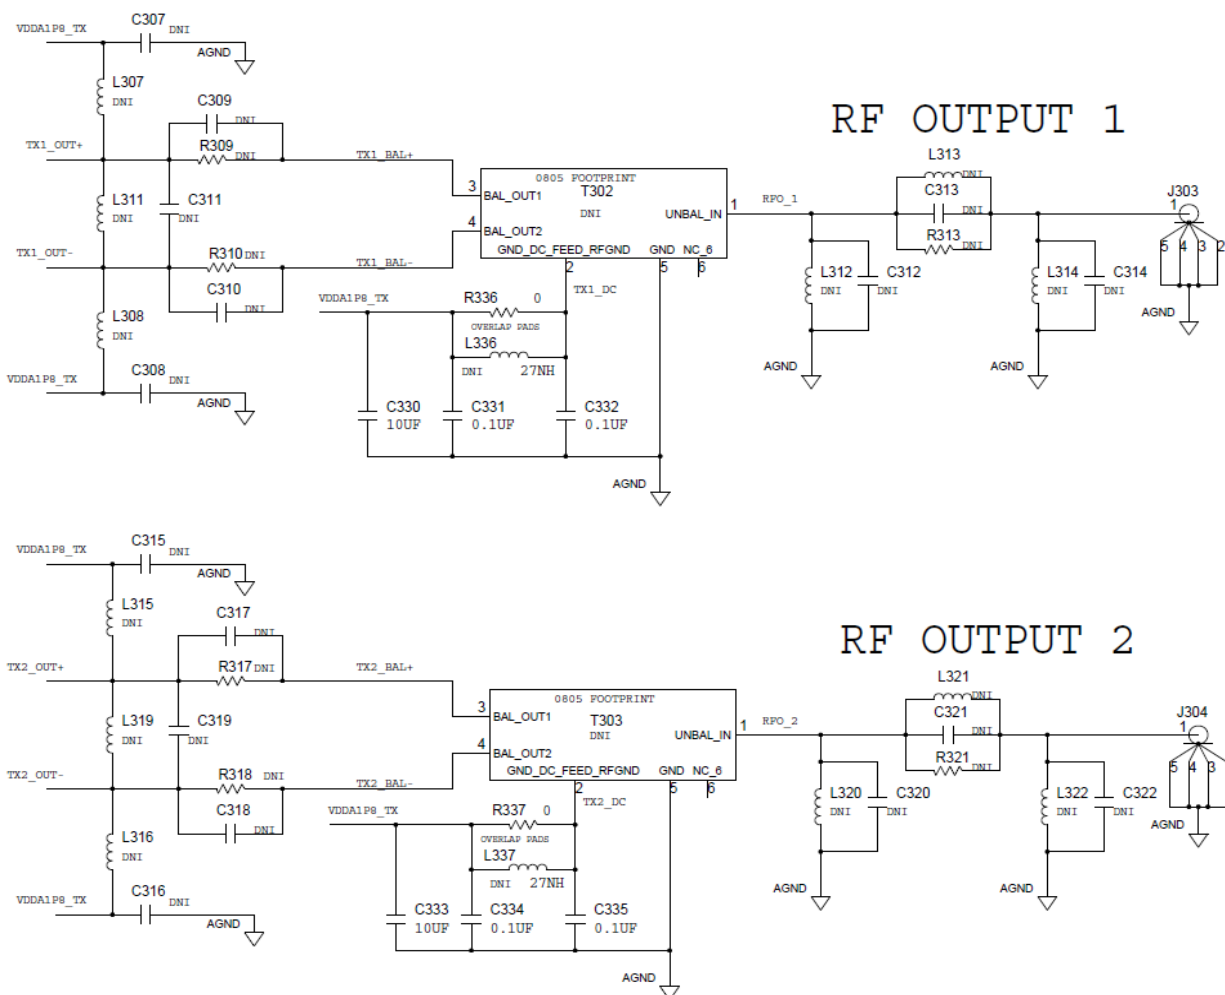 C307
VDDA1P8_TX
DNI
AGND
L307
DNI
C309
DNI
TX1_OUT+
R309
DNI
TX1_BAL+
L311
DNI
C311
DNI
TX1_OUT-
R310
DNI
TX1_BAL-
C310
DNI
L308
DNI
C308
VDDA1P8_TX
DNI
AGND
0805 FOOTPRINT
T302
DNI
3
BAL_OUT1
4
BAL_OUT2
UNBAL_IN
1
GND_DC_FEED_RFGND
GND
NC_6
2
5
6
TX1_DC
VDDA1P8_TX
R336
0
OVERLAP PADS
L336
DNI
27NH
C330
10UF
C331
0.1UF
C332
0.1UF
AGND
RF OUTPUT 1
RFO_1
L313
DNI
C313
DNI
R313
DNI
L312
DNI
C312
DNI
AGND
L314
DNI
C314
DNI
AGND
J303
1
5
4
3
2
AGND
C315
VDDA1P8_TX
DNI
AGND
L315
DNI
C317
DNI
TX2_OUT+
R317
DNI
TX2_BAL+
L319
DNI
C319
DNI
TX2_OUT-
R318
DNI
TX2_BAL-
C318
DNI
L316
DNI
C316
VDDA1P8_TX
DNI
AGND
0805 FOOTPRINT
T303
DNI
3
BAL_OUT1
4
BAL_OUT2
UNBAL_IN
1
GND_DC_FEED_RFGND
GND
NC_6
2
5
6
TX2_DC
VDDA1P8_TX
R337
0
OVERLAP PADS
L337
DNI
27NH
C333
10UF
C334
0.1UF
C335
0.1UF
AGND
RF OUTPUT 2
RFO_2
L321
DNI
C321
DNI
R321
DNI
L320
DNI
C320
DNI
AGND
L322
DNI
C322
DNI
AGND
J304
1
5
4
3
2
AGND